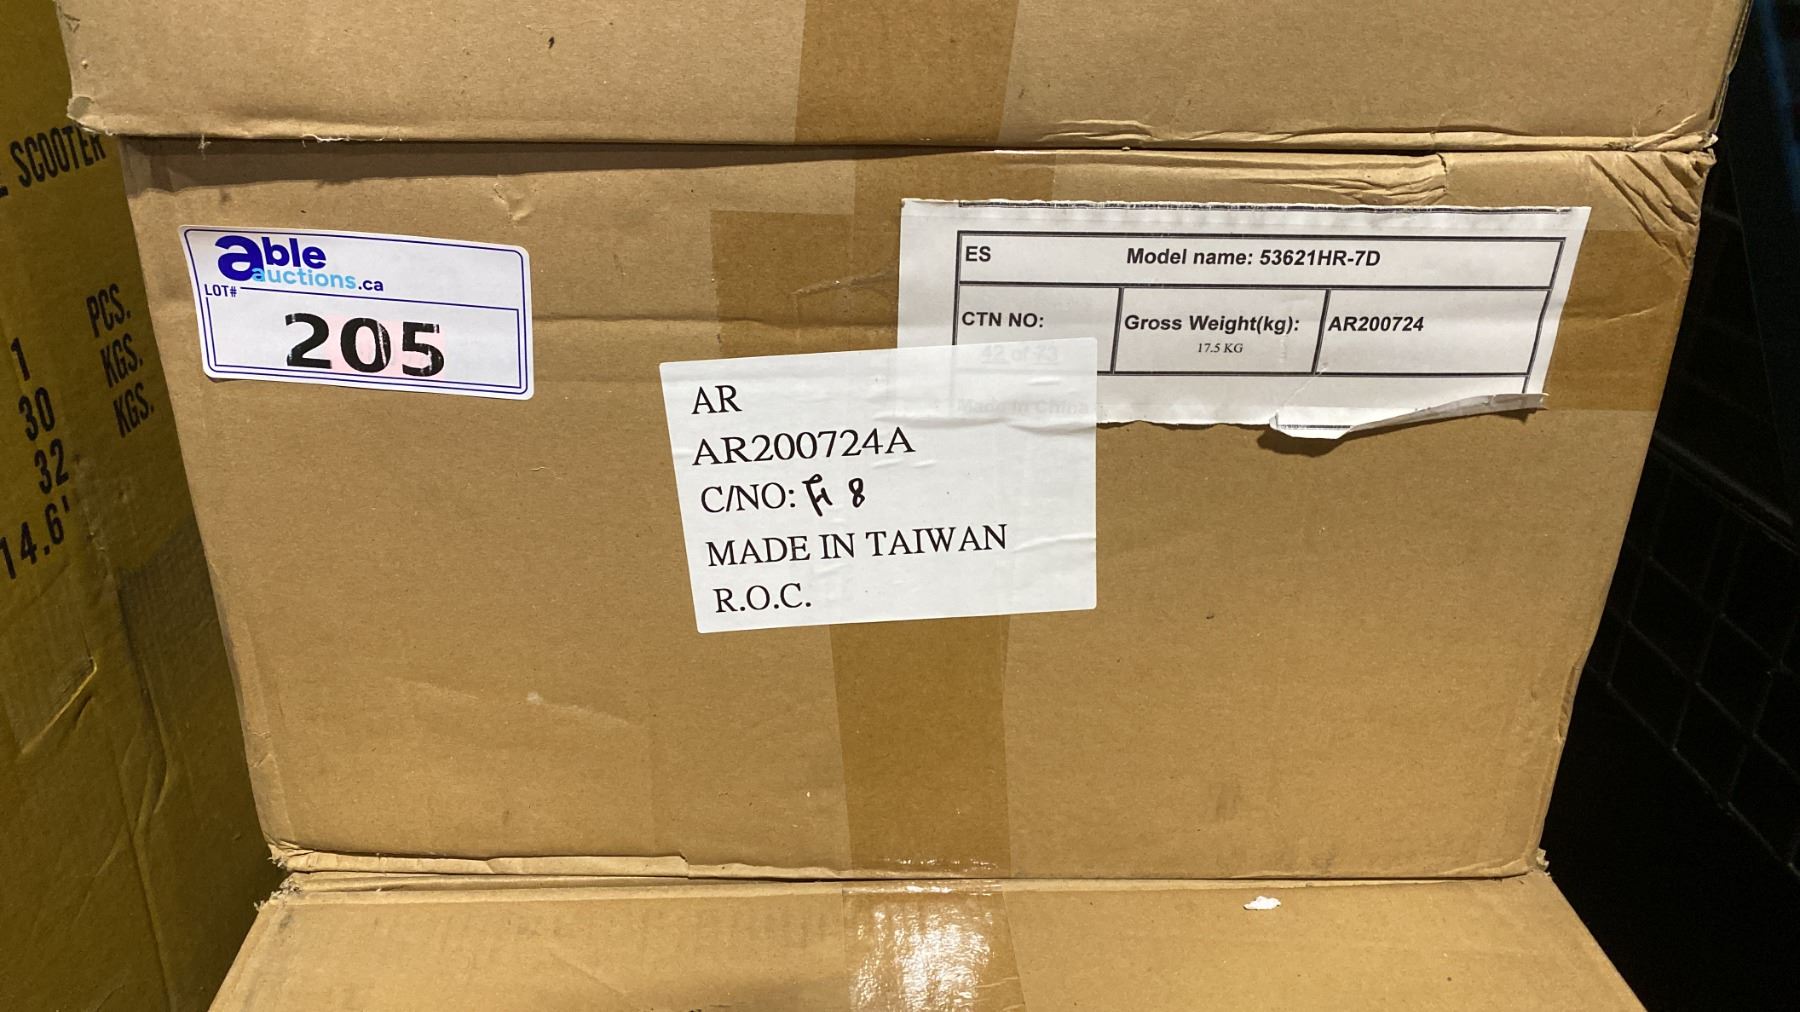 SCOOTER
PCS.
1 KGS.
30 KGS.
32
14.6'
able
auctions.ca
LOT#
205
ES Model name: 53621HR-7D
CTN NO: Gross Weight(kg): AR200724
42 of 73 17.5 KG
Made in China
AR
AR200724A
C/NO: 8
MADE IN TAIWAN
R.O.C.